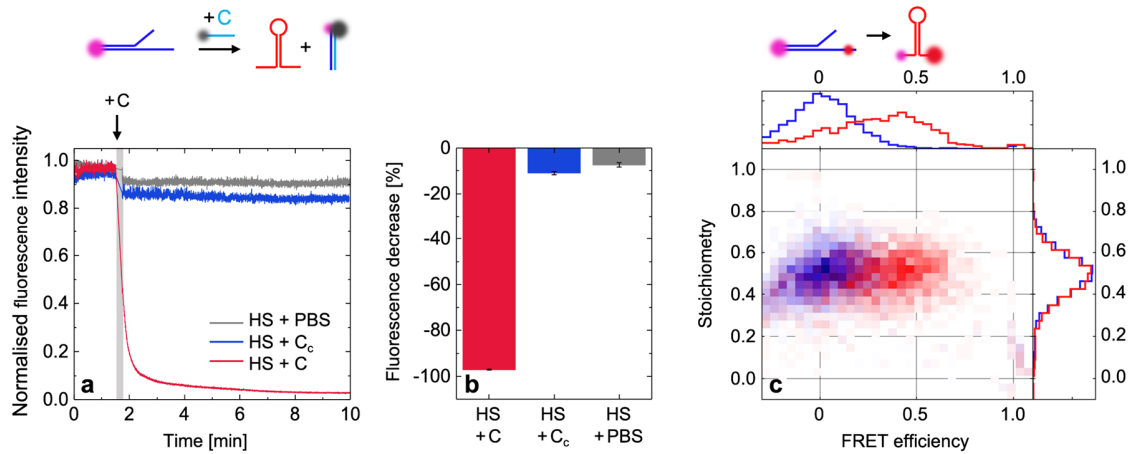 + C
+
+ C
Normalised fluorescence intensity
1.0
0.8
0.6
0.4
0.2
0.0
HS + PBS
HS + Cc
HS + C
a
0
2
4
6
8
10
Time [min]
Fluorescence decrease [%]
0
-20
-40
-60
-80
-100
b
HS
+ C
HS
+ Cc
HS
+ PBS
0
0.5
1.0
Stoichiometry
1.0
0.8
0.6
0.4
0.2
0.0
1.0
0.8
0.6
0.4
0.2
0.0
c
0
0.5
1.0
FRET efficiency